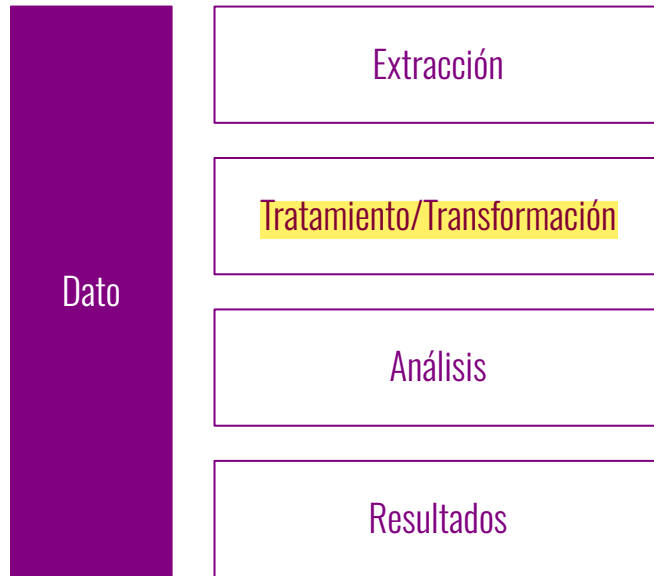 Extracción
Tratamiento/Transformación
Dato
Análisis
Resultados